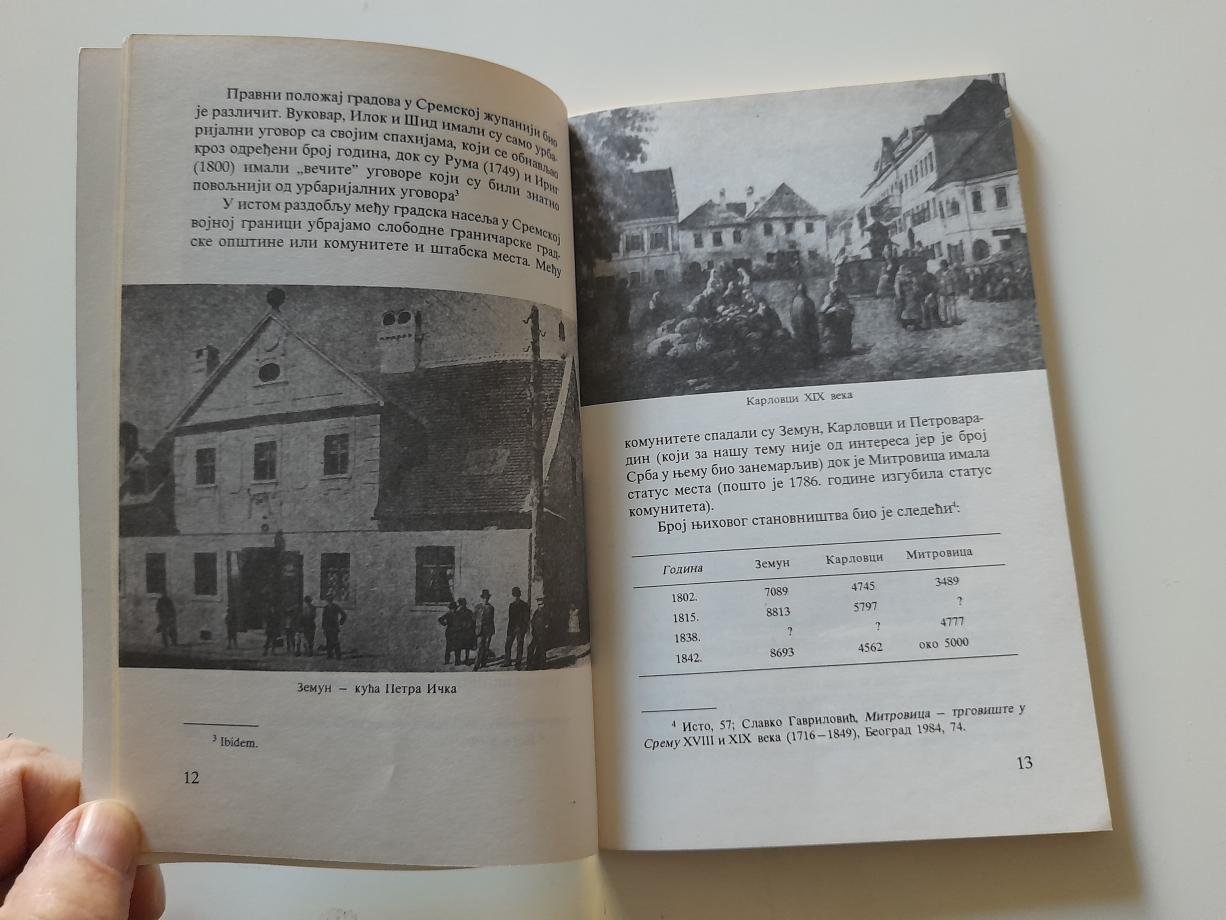 Правни положај градова у Сремској жупанији био
је различит. Вуковар, Илок и Шид имали су само урба-
ријални уговор са својим спахијама, који се обнављао
кроз одређени број година, док су Рума (1749) и Ириг
(1800) имали „вечите” уговоре који су били знатно
повољнији од урбаријалних уговора³
У истом раздобљу међу градска насеља у Сремској
војној граници убрајамо слободне граничарске град-
ске општине или комунитете и штабска места. Међу
Земун – кућа Петра Ичка
³ Ibidem.
12
Карловци XIX века
комунитете спадали су Земун, Карловци и Петровара-
дин (који за нашу тему није од интереса јер је број
Срба у њему био занемарљив) док је Митровица имала
статус места (пошто је 1786. године изгубила статус
комунитета).
Број њиховог становништва био је следећи⁴:
Година Земун Карловци Митровица
1802. 7089 4745 3489
1815. 8813 5797 ?
1838. ? ? 4777
1842. 8693 4562 око 5000
⁴ Исто, 57; Славко Гавриловић, Митровица – трговиште у
Срему XVIII и XIX века (1716–1849), Београд 1984, 74.
13